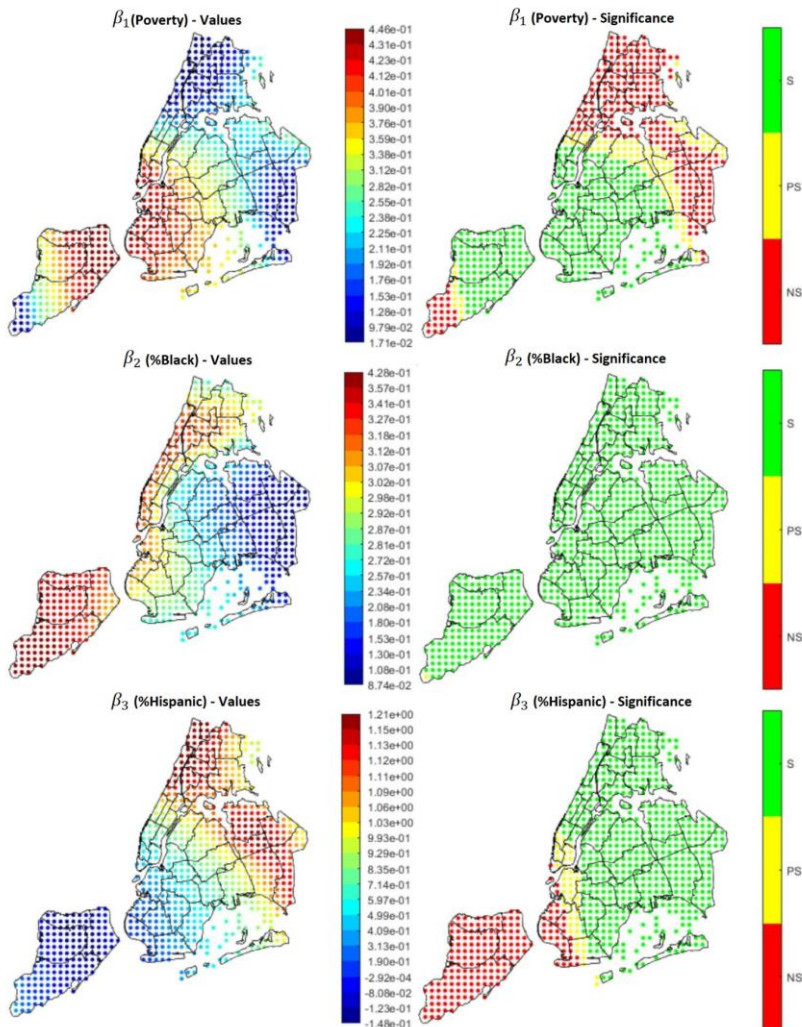 β₁(Poverty) - Values
4.46e-01
4.31e-01
4.23e-01
4.12e-01
4.01e-01
3.90e-01
3.76e-01
3.59e-01
3.38e-01
3.12e-01
2.82e-01
2.55e-01
2.38e-01
2.25e-01
2.11e-01
1.92e-01
1.76e-01
1.53e-01
1.28e-01
9.79e-02
1.71e-02
β₁ (Poverty) - Significance
S
PS
NS
β₂ (%Black) - Values
4.28e-01
3.57e-01
3.41e-01
3.27e-01
3.18e-01
3.12e-01
3.07e-01
3.02e-01
2.98e-01
2.92e-01
2.87e-01
2.81e-01
2.72e-01
2.57e-01
2.34e-01
2.08e-01
1.80e-01
1.53e-01
1.30e-01
1.08e-01
8.74e-02
β₂ (%Black) - Significance
S
PS
NS
β₃ (%Hispanic) - Values
1.21e+00
1.15e+00
1.13e+00
1.11e+00
1.09e+00
1.06e+00
1.03e+00
9.93e-01
9.29e-01
8.35e-01
7.14e-01
5.97e-01
4.99e-01
4.09e-01
3.13e-01
1.90e-01
-2.92e-04
-8.08e-02
-1.23e-01
-1.48e-01
β₃ (%Hispanic) - Significance
S
PS
NS